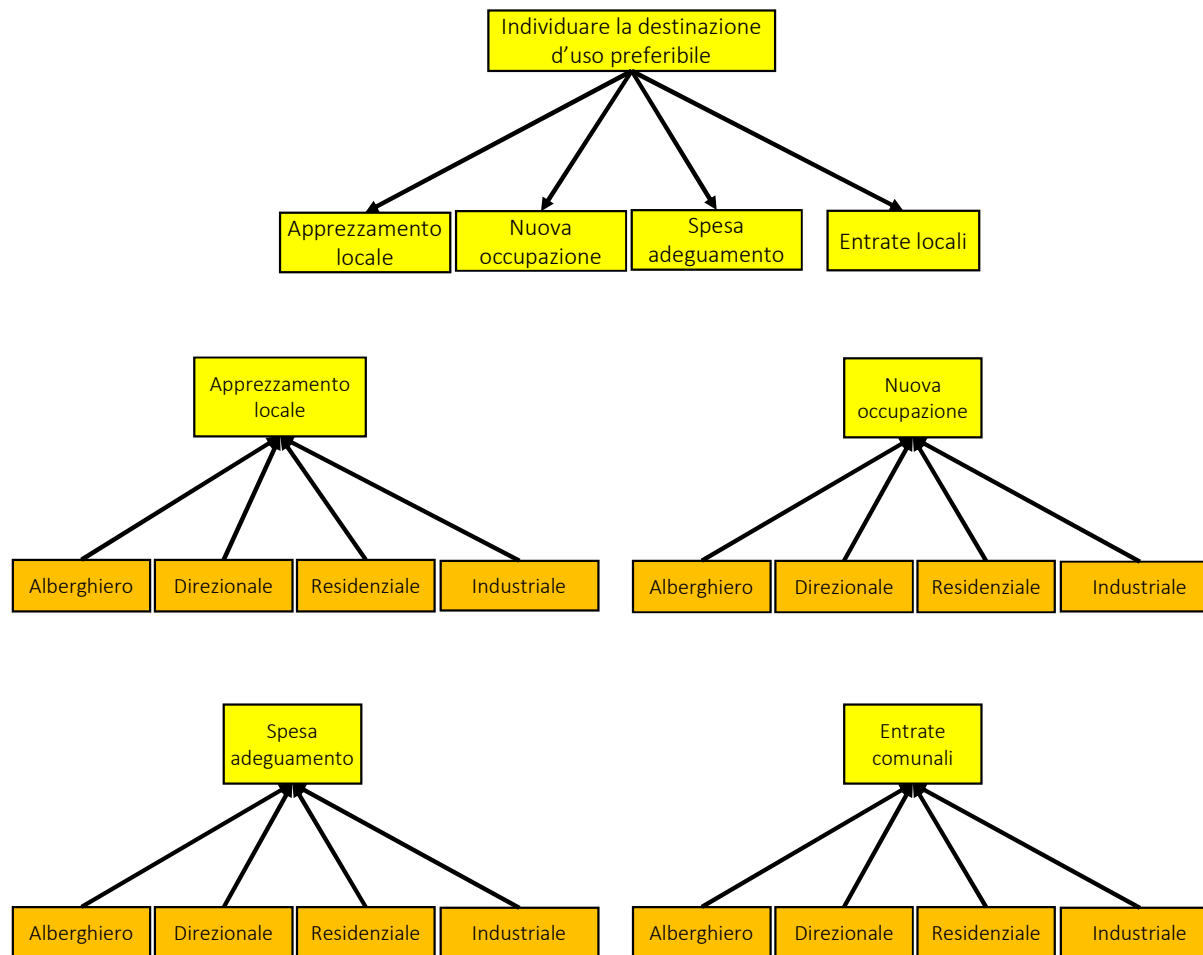 Individuare la destinazione
d’uso preferibile
Apprezzamento
locale
Nuova
occupazione
Spesa
adeguamento
Entrate locali
Apprezzamento
locale
Nuova
occupazione
Alberghiero
Direzionale
Residenziale
Industriale
Alberghiero
Direzionale
Residenziale
Industriale
Spesa
adeguamento
Entrate
comunali
Alberghiero
Direzionale
Residenziale
Industriale
Alberghiero
Direzionale
Residenziale
Industriale